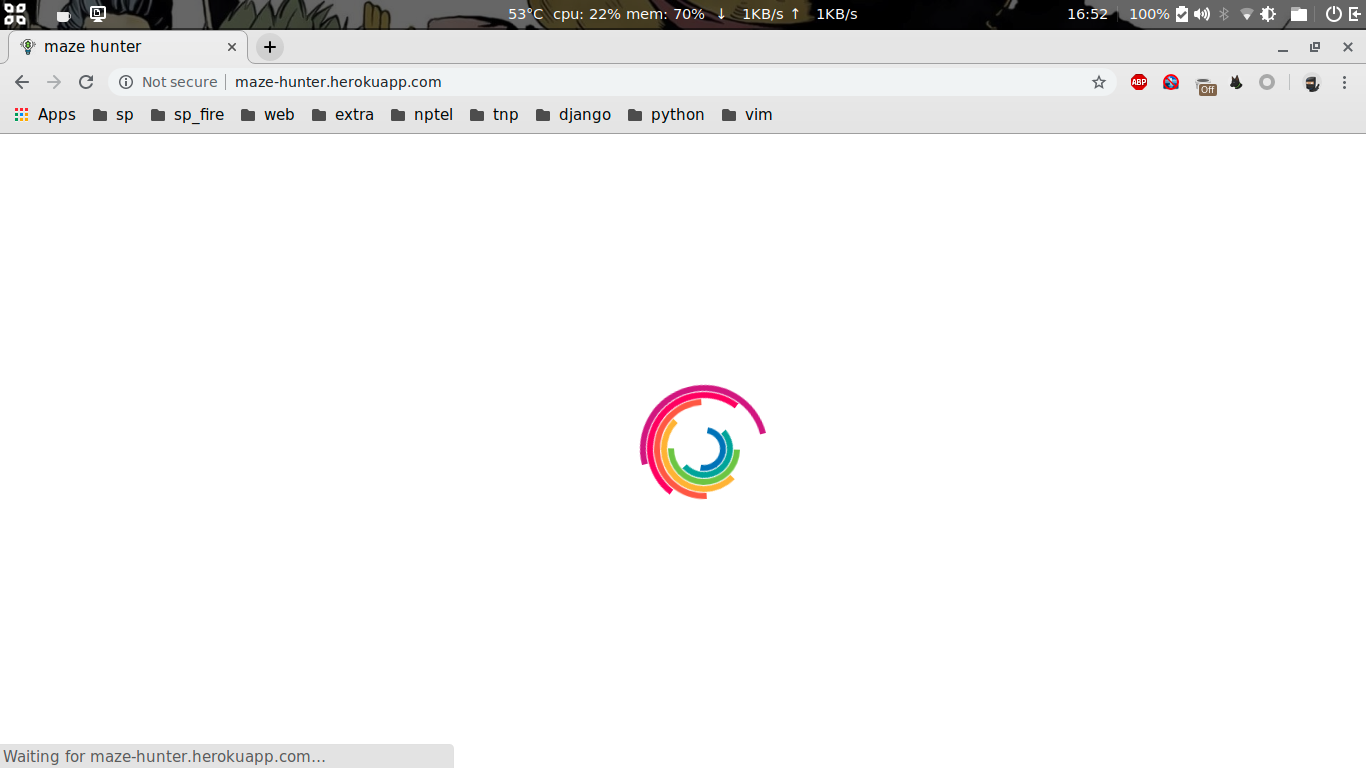 53°C cpu: 22% mem: 70% ↓ 1KB/s ↑ 1KB/s 16:52 100%
maze hunter
Not secure maze-hunter.herokuapp.com ABP Off
Apps sp sp_fire web extra nptel tnp django python vim
Waiting for maze-hunter.herokuapp.com...